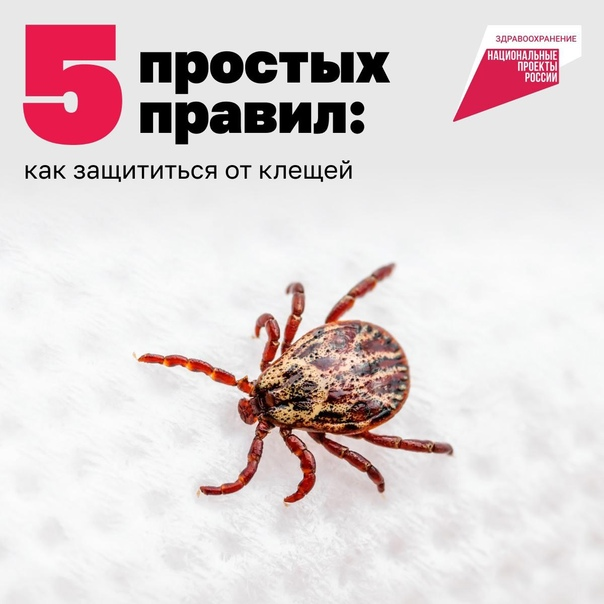 5 простых
правил:
как защититься от клещей
ЗДРАВООХРАНЕНИЕ
НАЦИОНАЛЬНЫЕ
ПРОЕКТЫ
РОССИИ